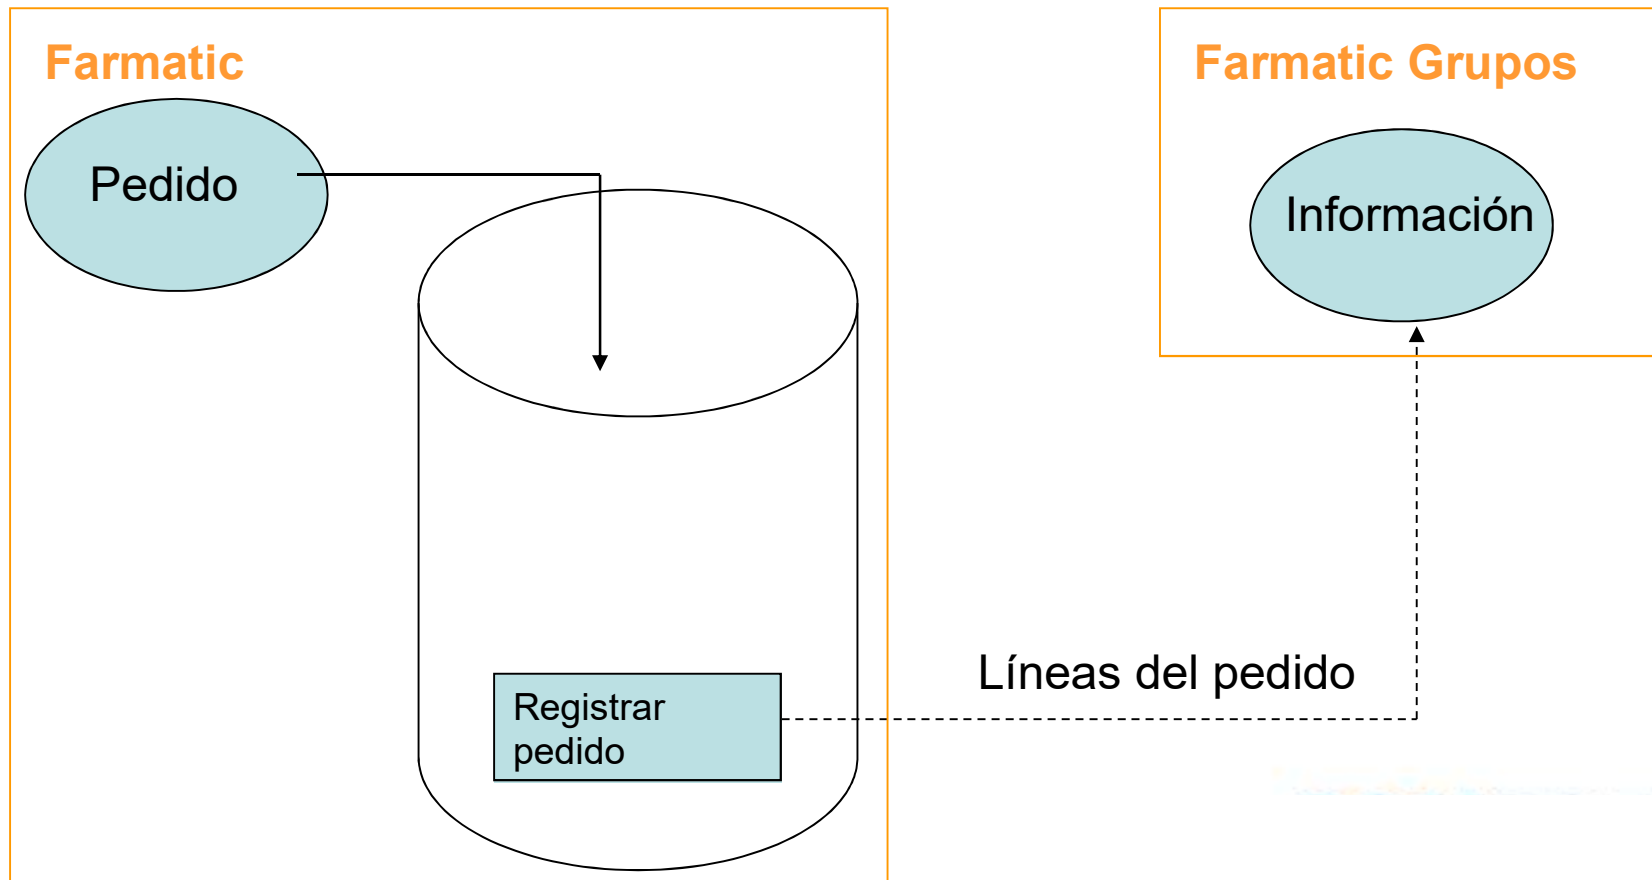 Farmatic
Farmatic Grupos
Pedido
Información
Líneas del pedido
Registrar
pedido